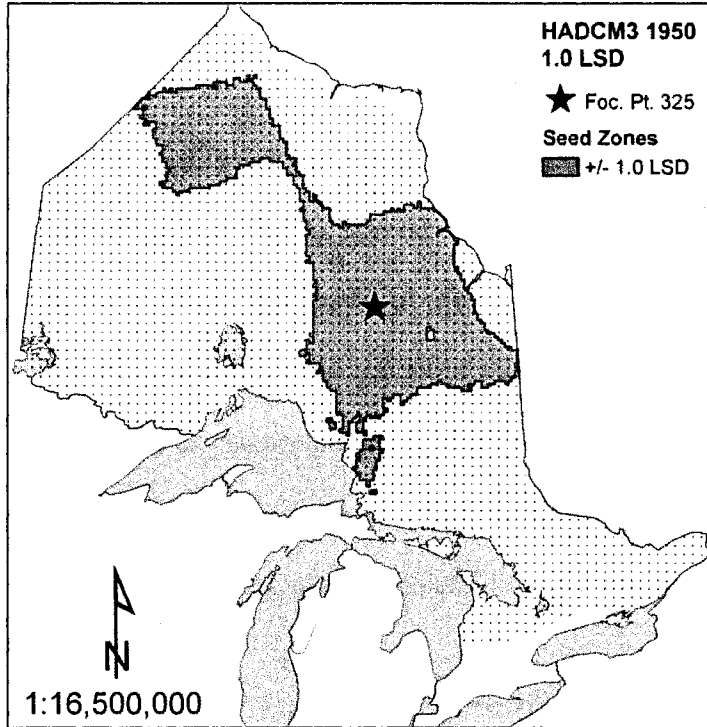 HADCM3 1950
1.0 LSD
Foc. Pt. 325
Seed Zones
+/- 1.0 LSD
N
1:16,500,000